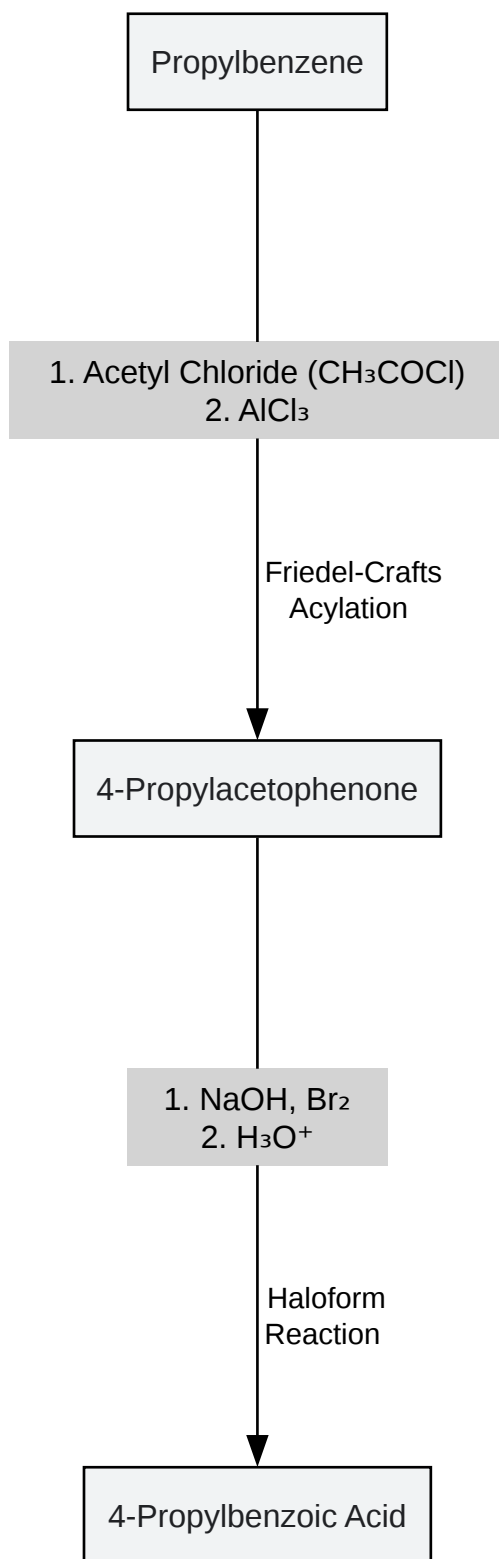 Propylbenzene
1. Acetyl Chloride (CH₃COCl)
2. AlCl₃
Friedel-Crafts
Acylation
4-Propylacetophenone
1. NaOH, Br₂
2. H₃O⁺
Haloform
Reaction
4-Propylbenzoic Acid